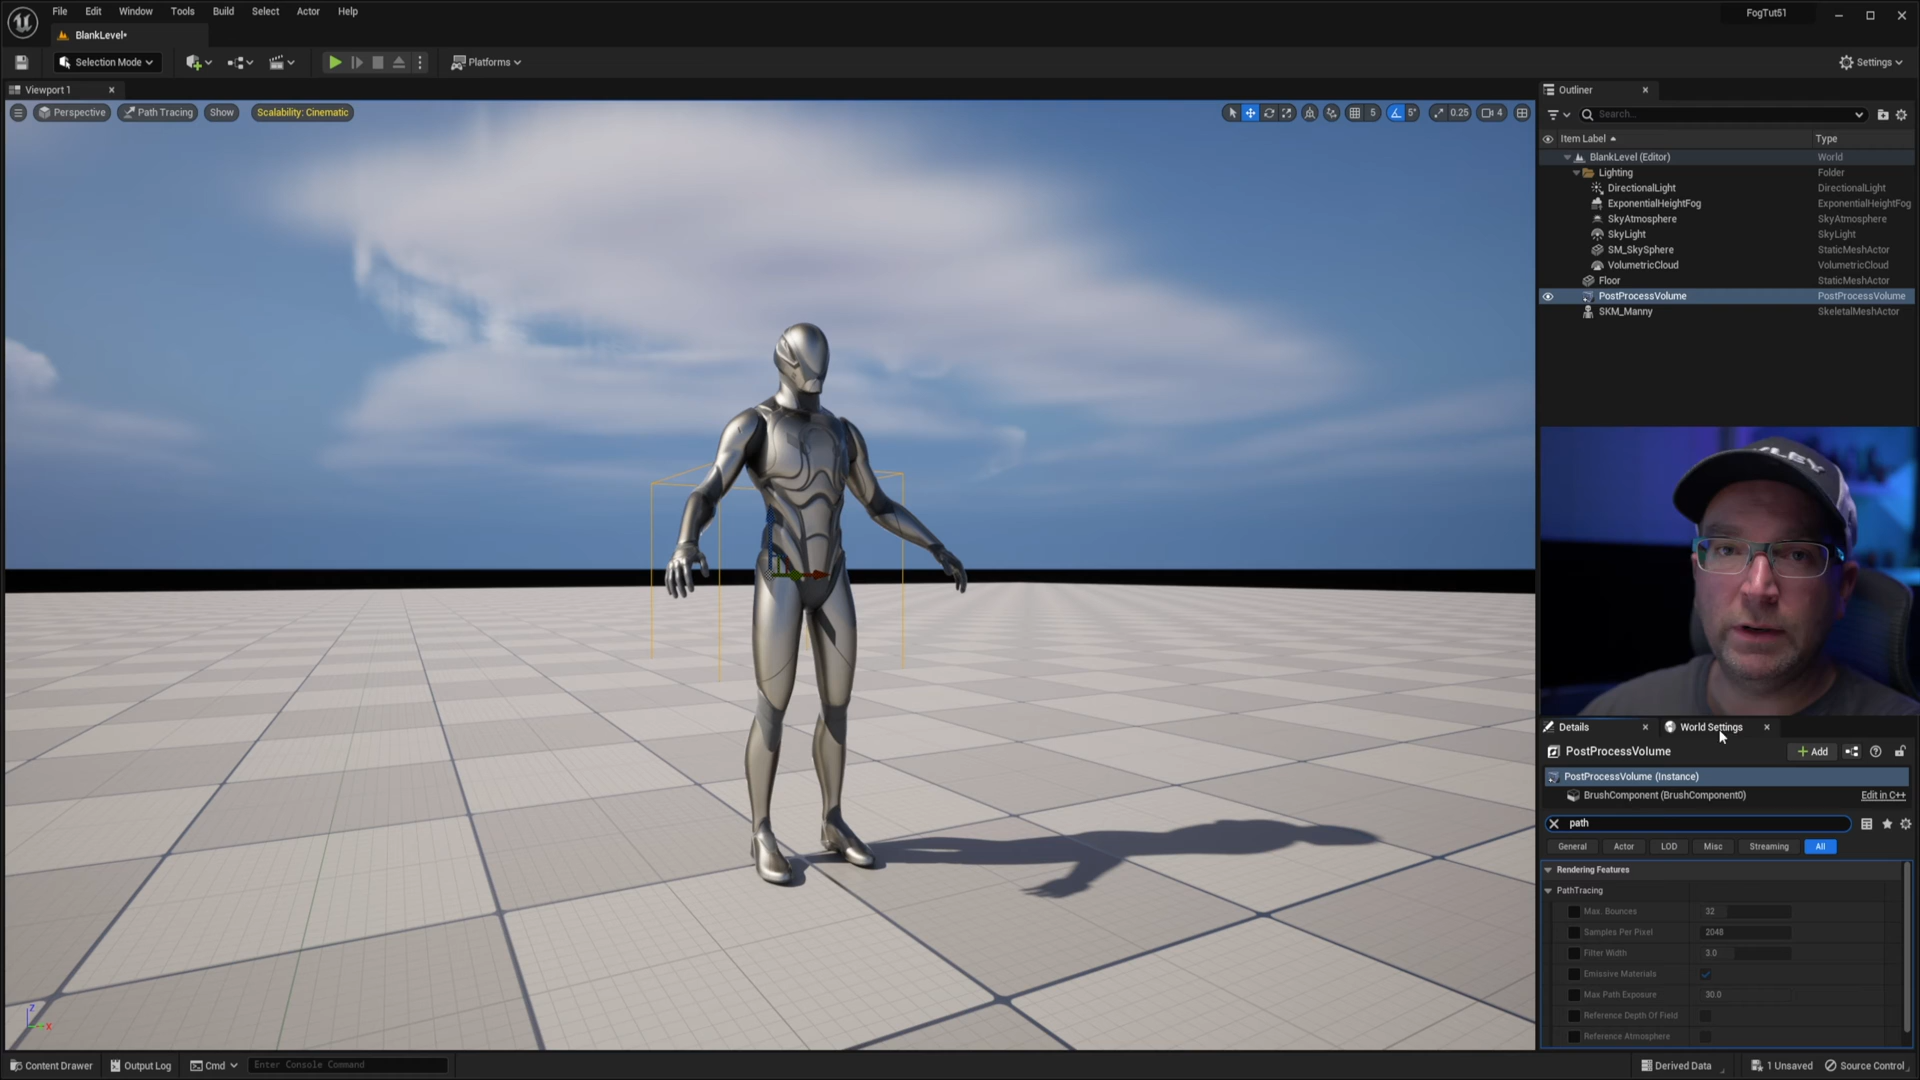 File Edit Window Tools Build Select Actor Help
FogTut51
BlankLevel•
Selection Mode
Platforms
Settings
Viewport 1
Outliner
Perspective Path Tracing Show Scalability: Cinematic
5 5° 0.25 4
Search...
Item Label Type
BlankLevel (Editor) World
Lighting Folder
DirectionalLight DirectionalLight
ExponentialHeightFog ExponentialHeightFog
SkyAtmosphere SkyAtmosphere
SkyLight SkyLight
SM_SkySphere StaticMeshActor
VolumetricCloud VolumetricCloud
Floor StaticMeshActor
PostProcessVolume PostProcessVolume
SKM_Manny SkeletalMeshActor
Details World Settings
PostProcessVolume + Add
PostProcessVolume (Instance)
BrushComponent (BrushComponent0) Edit in C++
path
General Actor LOD Misc Streaming All
Rendering Features
PathTracing
Max. Bounces 32
Samples Per Pixel 2048
Filter Width 3.0
Emissive Materials
Max Path Exposure 30.0
Reference Depth Of Field
Reference Atmosphere
z
x
Content Drawer Output Log Cmd Enter Console Command
Derived Data 1 Unsaved Source Control